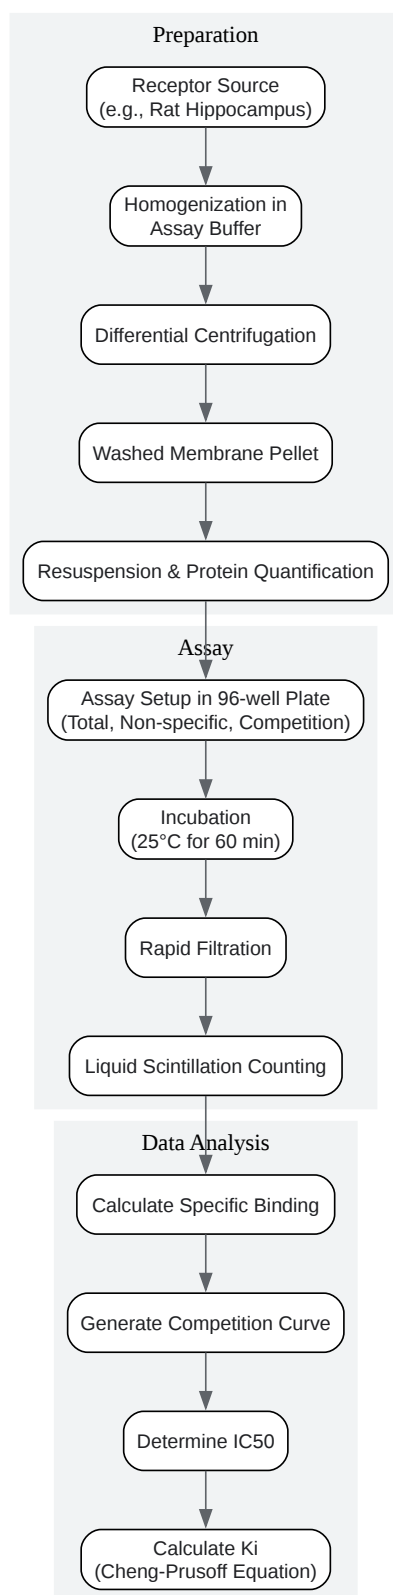 Preparation
Receptor Source
(e.g., Rat Hippocampus)
Homogenization in
Assay Buffer
Differential Centrifugation
Washed Membrane Pellet
Resuspension & Protein Quantification
Assay
Assay Setup in 96-well Plate
(Total, Non-specific, Competition)
Incubation
(25°C for 60 min)
Rapid Filtration
Liquid Scintillation Counting
Data Analysis
Calculate Specific Binding
Generate Competition Curve
Determine IC50
Calculate Ki
(Cheng-Prusoff Equation)